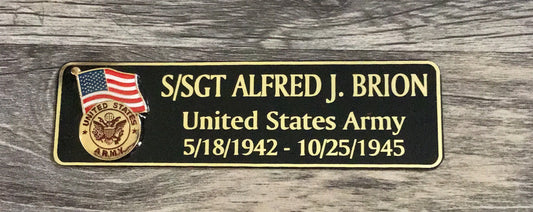 S/SGT ALFRED J. BRION
United States Army
5/18/1942 - 10/25/1945
UNITED STATES
ARMY